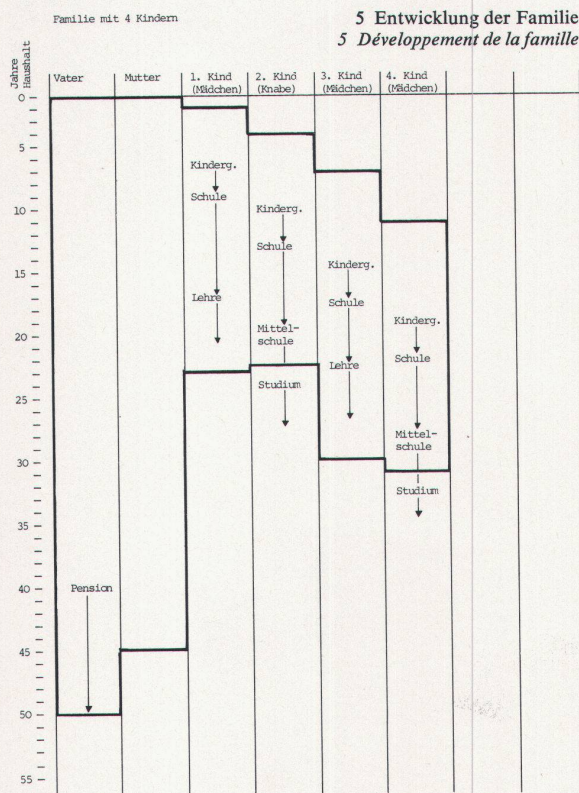 Familie mit 4 Kindern
5 Entwicklung der Familie
5 Développement de la famille
Jahre
Haushalt
Vater
Mutter
1. Kind
(Mädchen)
2. Kind
(Knabe)
3. Kind
(Mädchen)
4. Kind
(Mädchen)
0
5
10
15
20
25
30
35
40
45
50
55
Kinderg.
Schule
Lehre
Kinderg.
Schule
Mittel-
schule
Studium
Kinderg.
Schule
Lehre
Kinderg.
Schule
Mittel-
schule
Studium
Pension